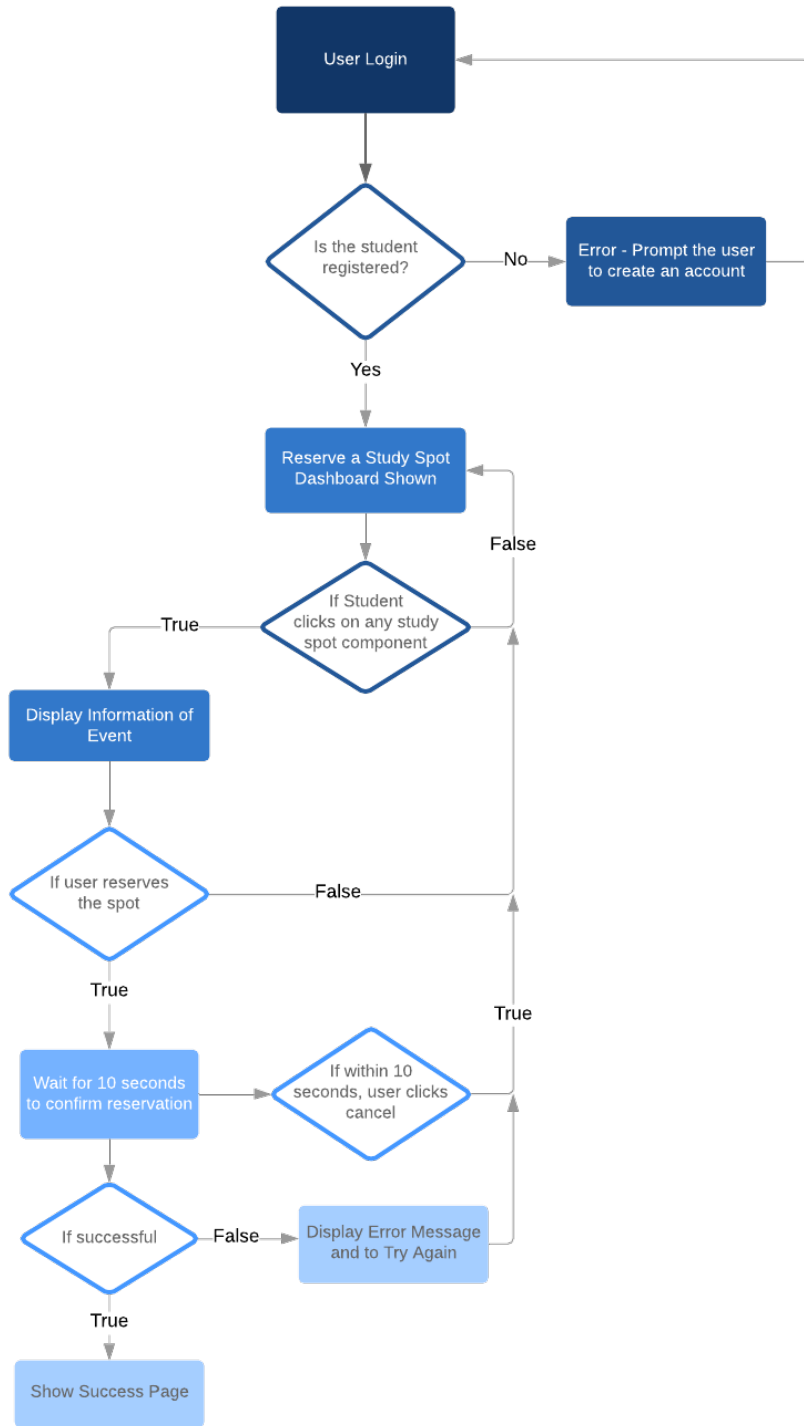 User Login
Is the student
registered?
No
Error - Prompt the user
to create an account
Yes
Reserve a Study Spot
Dashboard Shown
False
If Student
clicks on any study
spot component
True
Display Information of
Event
If user reserves
the spot
False
True
True
Wait for 10 seconds
to confirm reservation
If within 10
seconds, user clicks
cancel
If successful
False
Display Error Message
and to Try Again
True
Show Success Page